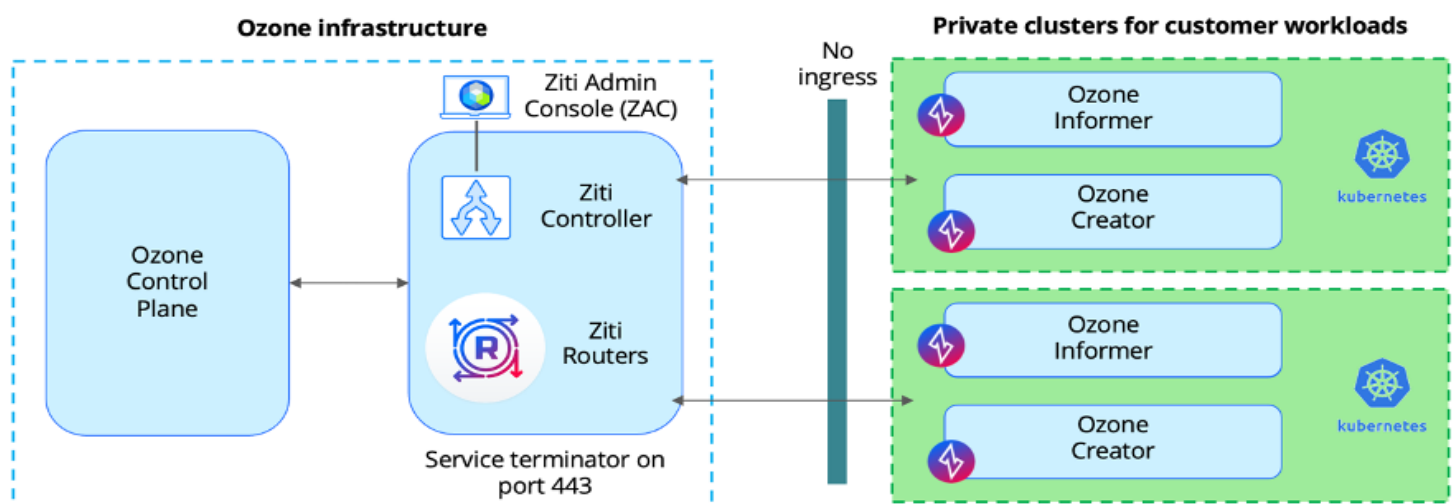 Ozone infrastructure
Private clusters for customer workloads
No
ingress
Ziti Admin
Console (ZAC)
Ozone
Control
Plane
Ziti
Controller
R
Ziti
Routers
Service terminator on
port 443
Ozone
Informer
Ozone
Creator
kubernetes
Ozone
Informer
Ozone
Creator
kubernetes